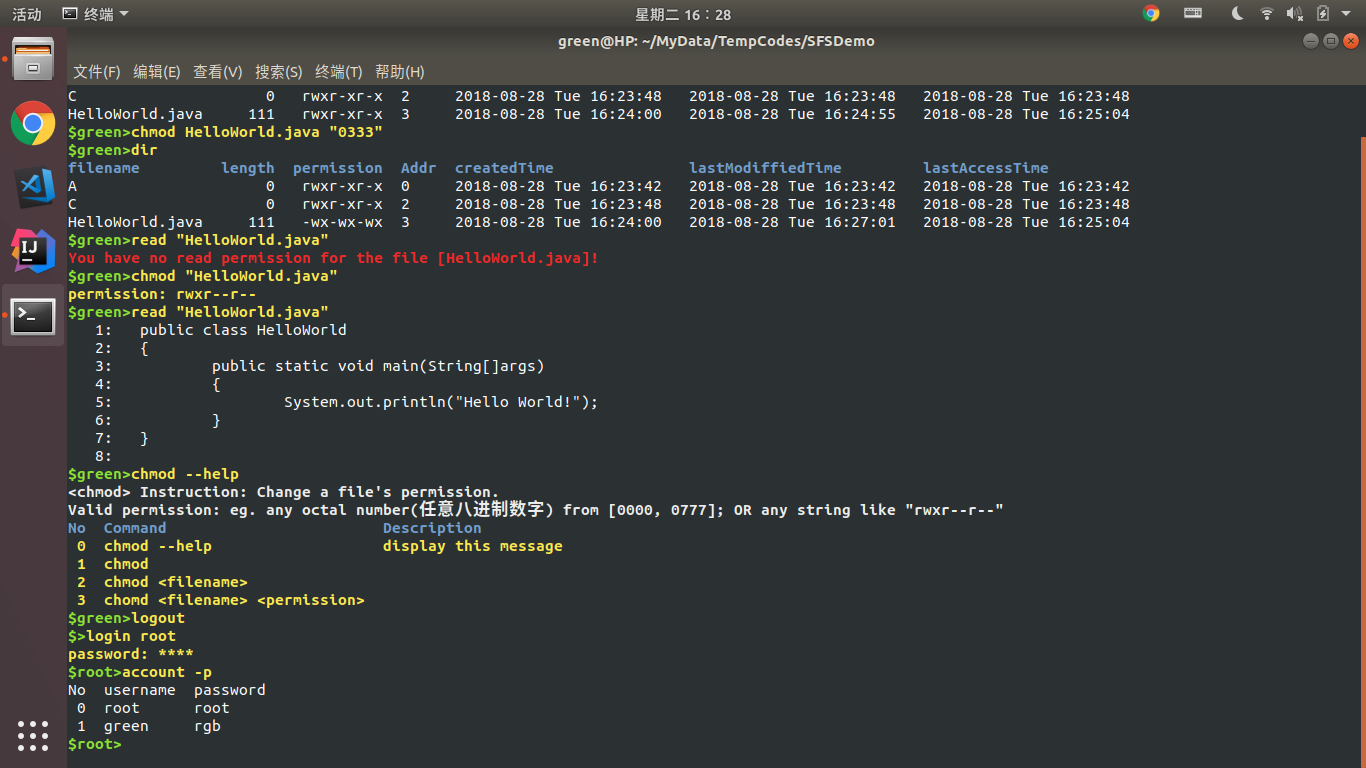 活动 终端 星期二 16：28
green@HP: ~/MyData/TempCodes/SFSDemo
文件(F) 编辑(E) 查看(V) 搜索(S) 终端(T) 帮助(H)
C 0 rwxr-xr-x 2 2018-08-28 Tue 16:23:48 2018-08-28 Tue 16:23:48 2018-08-28 Tue 16:23:48
HelloWorld.java 111 rwxr-xr-x 3 2018-08-28 Tue 16:24:00 2018-08-28 Tue 16:24:55 2018-08-28 Tue 16:25:04
$green>chmod HelloWorld.java "0333"
$green>dir
filename length permission Addr createdTime lastModiffiedTime lastAccessTime
A 0 rwxr-xr-x 0 2018-08-28 Tue 16:23:42 2018-08-28 Tue 16:23:42 2018-08-28 Tue 16:23:42
C 0 rwxr-xr-x 2 2018-08-28 Tue 16:23:48 2018-08-28 Tue 16:23:48 2018-08-28 Tue 16:23:48
HelloWorld.java 111 -wx-wx-wx 3 2018-08-28 Tue 16:24:00 2018-08-28 Tue 16:27:01 2018-08-28 Tue 16:25:04
$green>read "HelloWorld.java"
You have no read permission for the file [HelloWorld.java]!
$green>chmod "HelloWorld.java"
permission: rwxr--r--
$green>read "HelloWorld.java"
1: public class HelloWorld
2: {
3: public static void main(String[]args)
4: {
5: System.out.println("Hello World!");
6: }
7: }
8:
$green>chmod --help
<chmod> Instruction: Change a file's permission.
Valid permission: eg. any octal number(任意八进制数字) from [0000, 0777]; OR any string like "rwxr--r--"
No Command Description
0 chmod --help display this message
1 chmod
2 chmod <filename>
3 chomd <filename> <permission>
$green>logout
$>login root
password: ****
$root>account -p
No username password
0 root root
1 green rgb
$root>
IJ